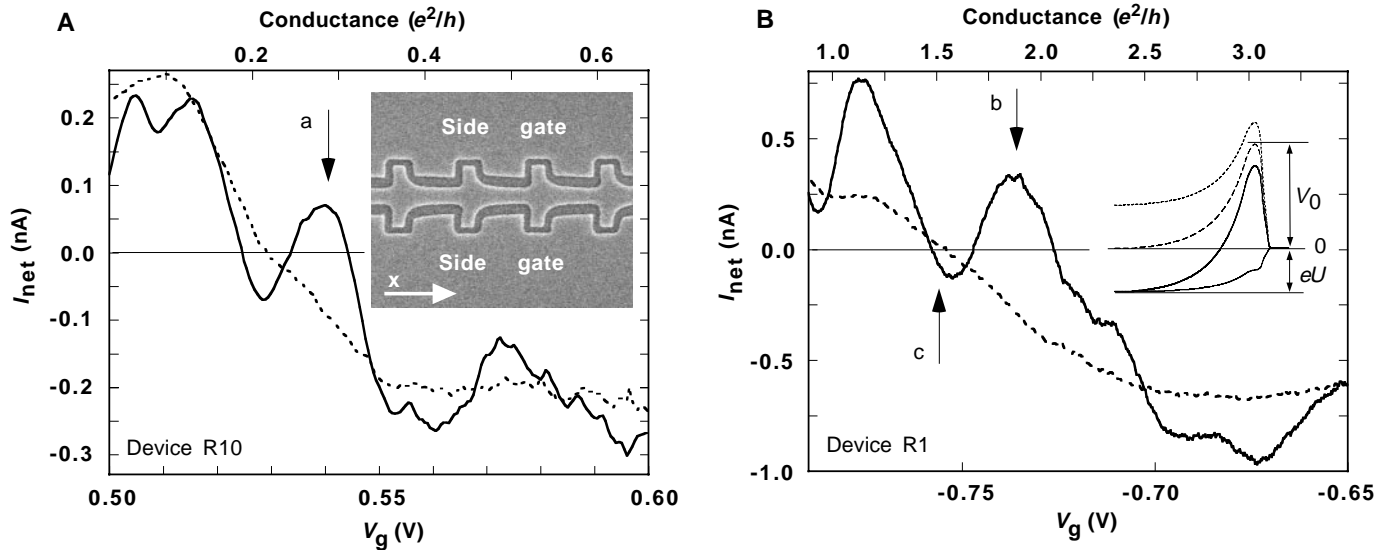 A
Conductance (e²/h)
0.2 0.4 0.6
0.2
0.1
0.0
-0.1
-0.2
-0.3
I_net (nA)
a
Side gate
Side gate
x
Device R10
0.50 0.55 0.60
V_g (V)
B
Conductance (e²/h)
1.0 1.5 2.0 2.5 3.0
0.5
0.0
-0.5
-1.0
I_net (nA)
b
c
V₀
0
eU
Device R1
-0.75 -0.70 -0.65
V_g (V)